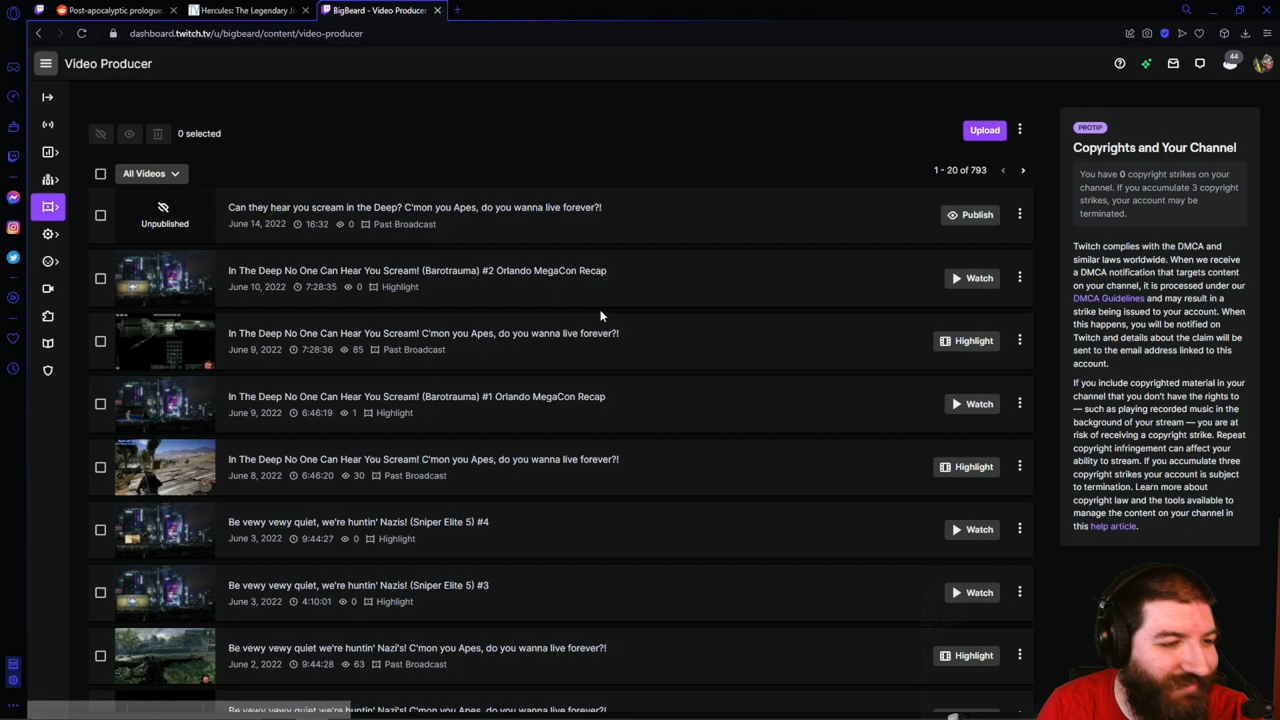 Post-apocalyptic prologue.
Hercules: The Legendary Jo
BigBeard - Video Producer
dashboard.twitch.tv/u/bigbeard/content/video-producer
Video Producer
44
0 selected
Upload
All Videos
1 - 20 of 793
Unpublished
Can they hear you scream in the Deep? C'mon you Apes, do you wanna live forever?!
June 14, 2022 16:32 0 Past Broadcast
Publish
In The Deep No One Can Hear You Scream! (Barotrauma) #2 Orlando MegaCon Recap
June 10, 2022 7:28:35 0 Highlight
Watch
In The Deep No One Can Hear You Scream! C'mon you Apes, do you wanna live forever?!
June 9, 2022 7:28:36 85 Past Broadcast
Highlight
In The Deep No One Can Hear You Scream! (Barotrauma) #1 Orlando MegaCon Recap
June 9, 2022 6:46:19 1 Highlight
Watch
In The Deep No One Can Hear You Scream! C'mon you Apes, do you wanna live forever?!
June 8, 2022 6:46:20 30 Past Broadcast
Highlight
Be vewy vewy quiet, we're huntin' Nazis! (Sniper Elite 5) #4
June 3, 2022 9:44:27 0 Highlight
Watch
Be vewy vewy quiet, we're huntin' Nazis! (Sniper Elite 5) #3
June 3, 2022 4:10:01 0 Highlight
Watch
Be vewy vewy quiet we're huntin' Nazi's! C'mon you Apes, do you wanna live forever?!
June 2, 2022 9:44:28 63 Past Broadcast
Highlight
Be vewy vewy quiet we're huntin' Nazi's! C'mon you Apes, do you wanna live forever?!
PROTIP
Copyrights and Your Channel
You have 0 copyright strikes on your
channel. If you accumulate 3 copyright
strikes, your account may be
terminated.
Twitch complies with the DMCA and
similar laws worldwide. When we receive
a DMCA notification that targets content
on your channel, it is processed under our
DMCA Guidelines and may result in a
strike being issued to your account. When
this happens, you will be notified on
Twitch and details about the claim will be
sent to the email address linked to this
account.
If you include copyrighted material in your
channel that you don't have the rights to
— such as playing recorded music in the
background of your stream — you are at
risk of receiving a copyright strike. Repeat
copyright infringement can affect your
ability to stream. If you accumulate three
copyright strikes your account is subject
to termination. Learn more about
copyright law and the tools available to
manage the content on your channel in
this help article.